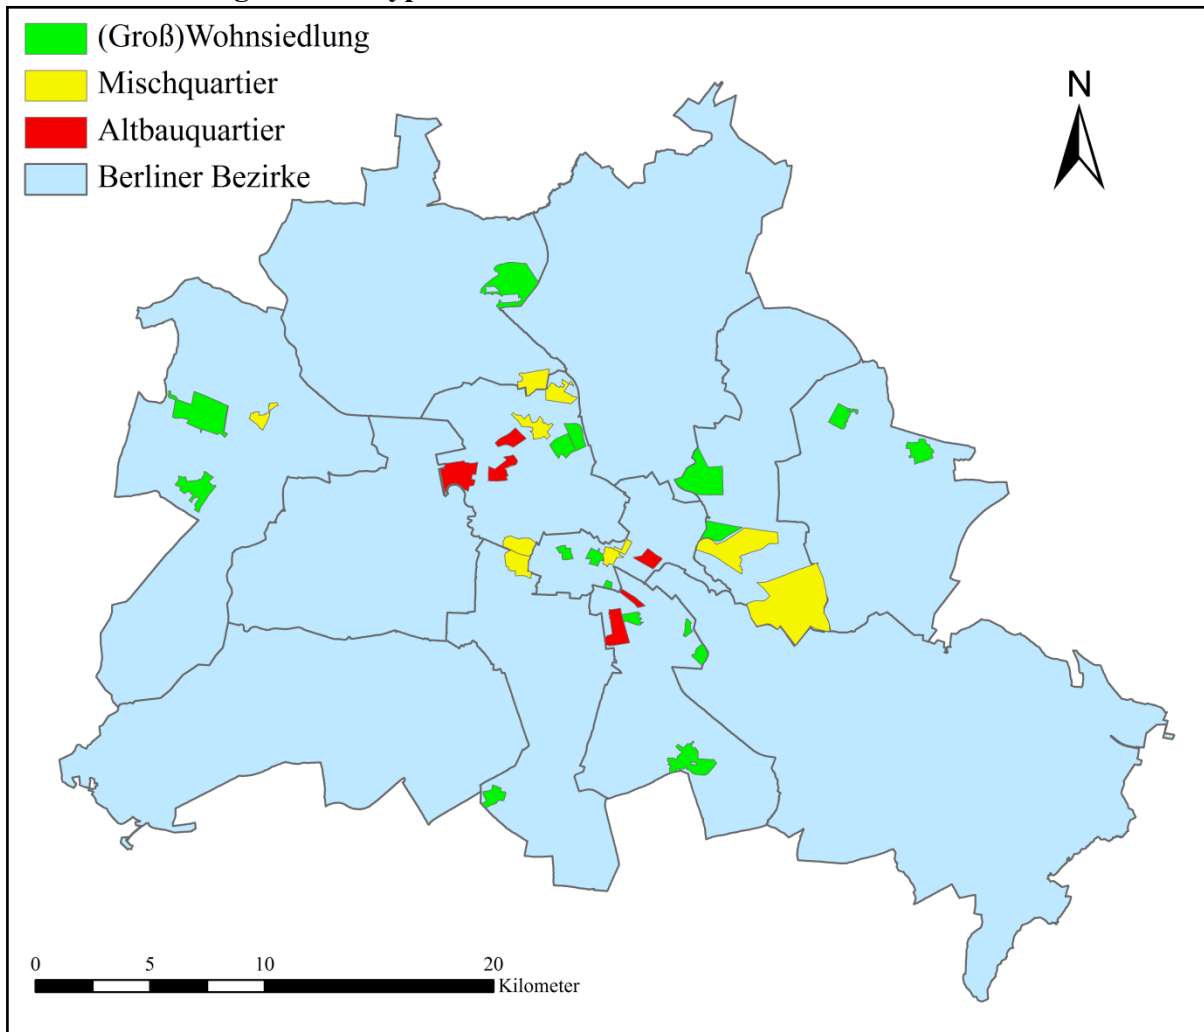 (Groß)Wohnsiedlung
Mischquartier
Altbauquartier
Berliner Bezirke
N
0 5 10 20
Kilometer